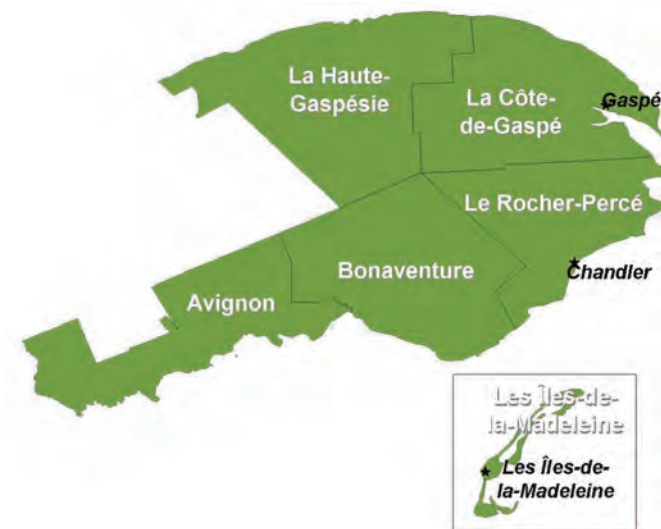 La Haute-
Gaspésie
La Côte-
de-Gaspé
Gaspé
Le Rocher-Percé
Bonaventure
Chandler
Avignon
Les Îles-de-
la-Madeleine
Les Îles-de-
la-Madeleine